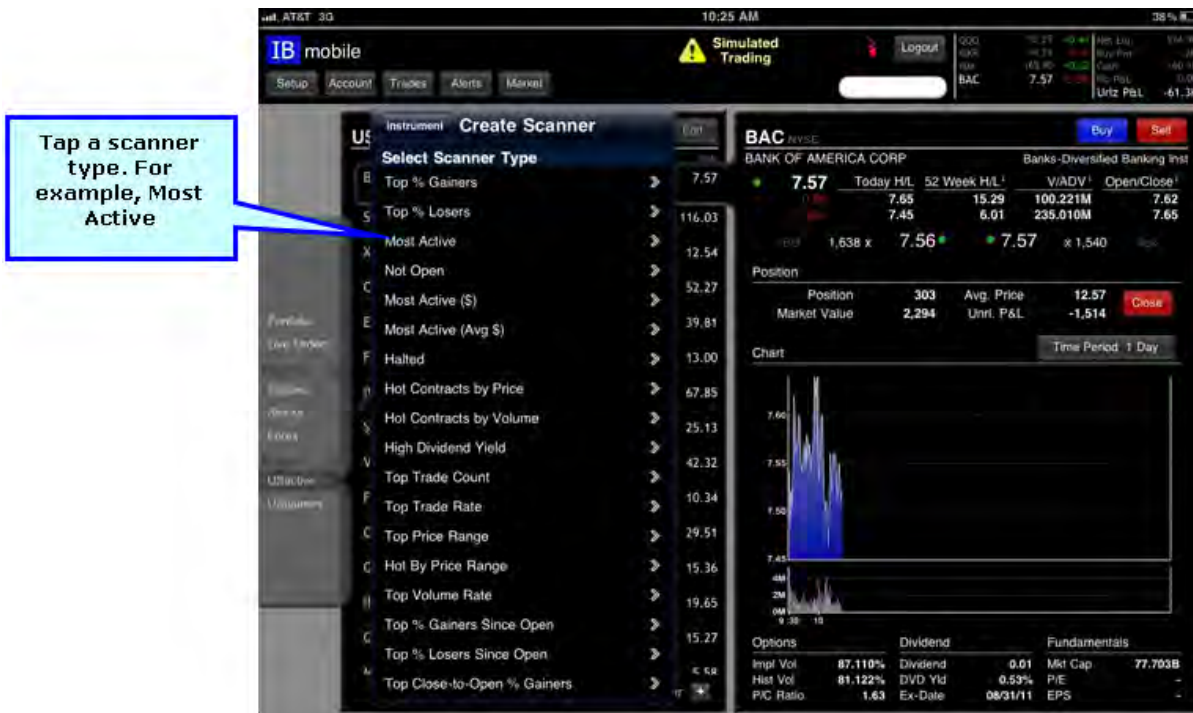 AT&T 3G
10:25 AM
38%
IB mobile
Simulated Trading
Logout
BAC 7.57
Urlz P&L -61.3
Setup Account Trades Alerts Market
Tap a scanner type. For example, Most Active
Instrument Create Scanner
Select Scanner Type
Top % Gainers
Top % Losers
Most Active
Not Open
Most Active ($)
Most Active (Avg $)
Halted
Hot Contracts by Price
Hot Contracts by Volume
High Dividend Yield
Top Trade Count
Top Trade Rate
Top Price Range
Hot By Price Range
Top Volume Rate
Top % Gainers Since Open
Top % Losers Since Open
Top Close-to-Open % Gainers
US
Edit
7.57
116.03
12.54
52.27
39.81
13.00
67.85
25.13
42.32
10.34
29.51
15.36
19.65
15.27
5.58
BAC NYSE
Buy Sell
BANK OF AMERICA CORP Banks-Diversified Banking Inst
7.57 Today H/L 52 Week H/L V/ADV Open/Close
7.65 15.29 100.221M 7.62
7.45 6.01 235.010M 7.65
1,638 x 7.56 7.57 x 1,540
Position
Position 303 Avg. Price 12.57
Market Value 2,294 Unrl. P&L -1,514
Close
Chart
Time Period 1 Day
7.60
7.55
7.50
7.45
4M
2M
0M
9:30 10
Options Dividend Fundamentals
Impl Vol 87.110% Dividend 0.01 Mkt Cap 77.703B
Hist Vol 81.122% DVD Yld 0.53% P/E -
P/C Ratio 1.63 Ex-Date 08/31/11 EPS -